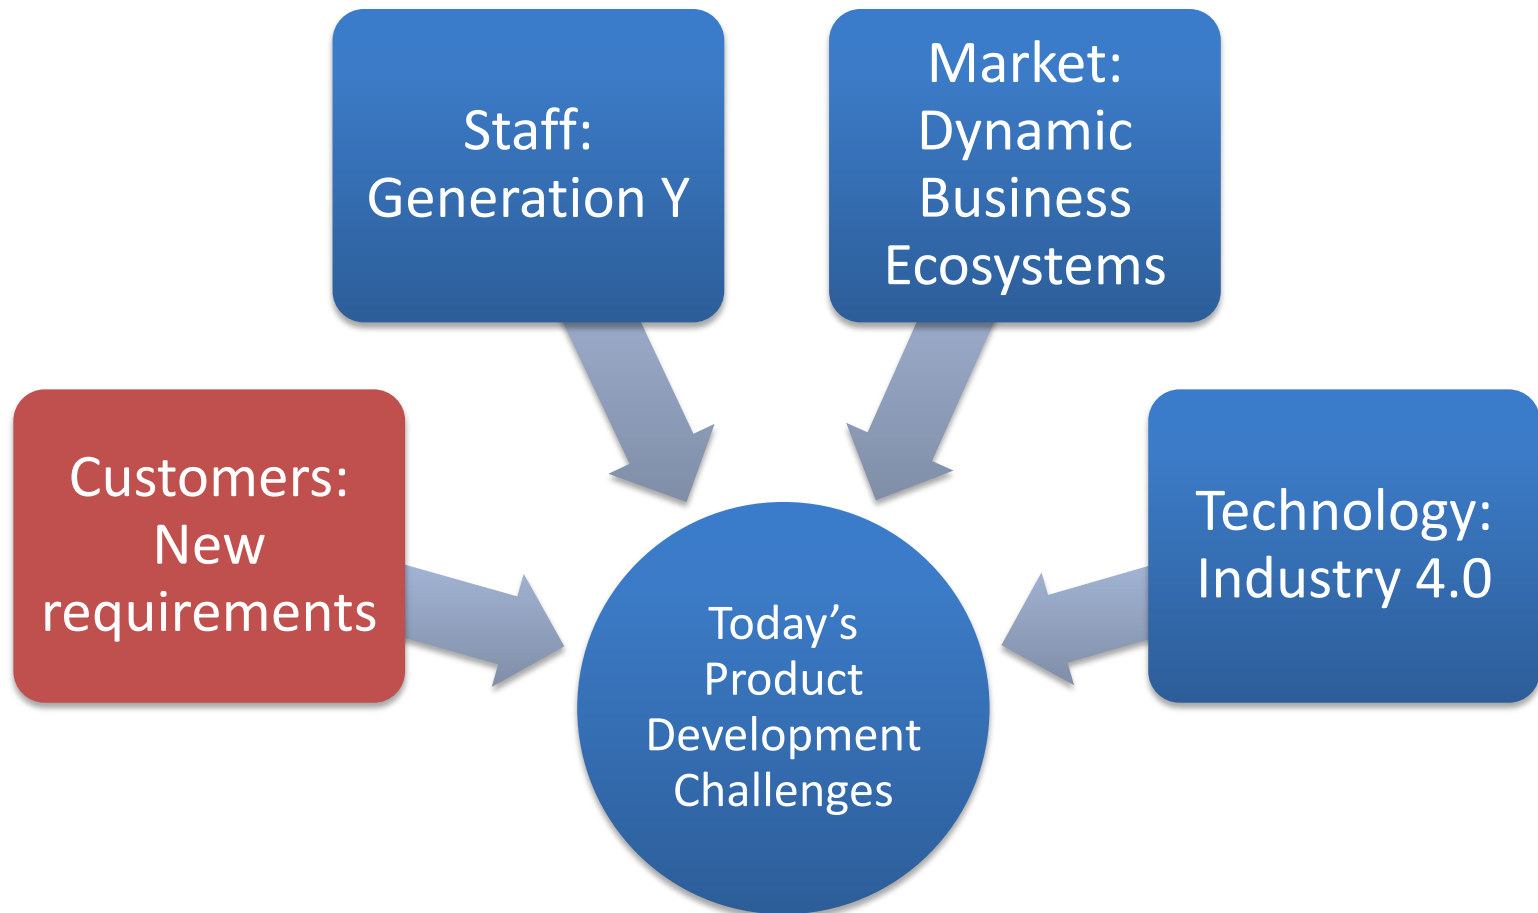 Staff:
Generation Y
Market:
Dynamic
Business
Ecosystems
Customers:
New
requirements
Technology:
Industry 4.0
Today’s
Product
Development
Challenges